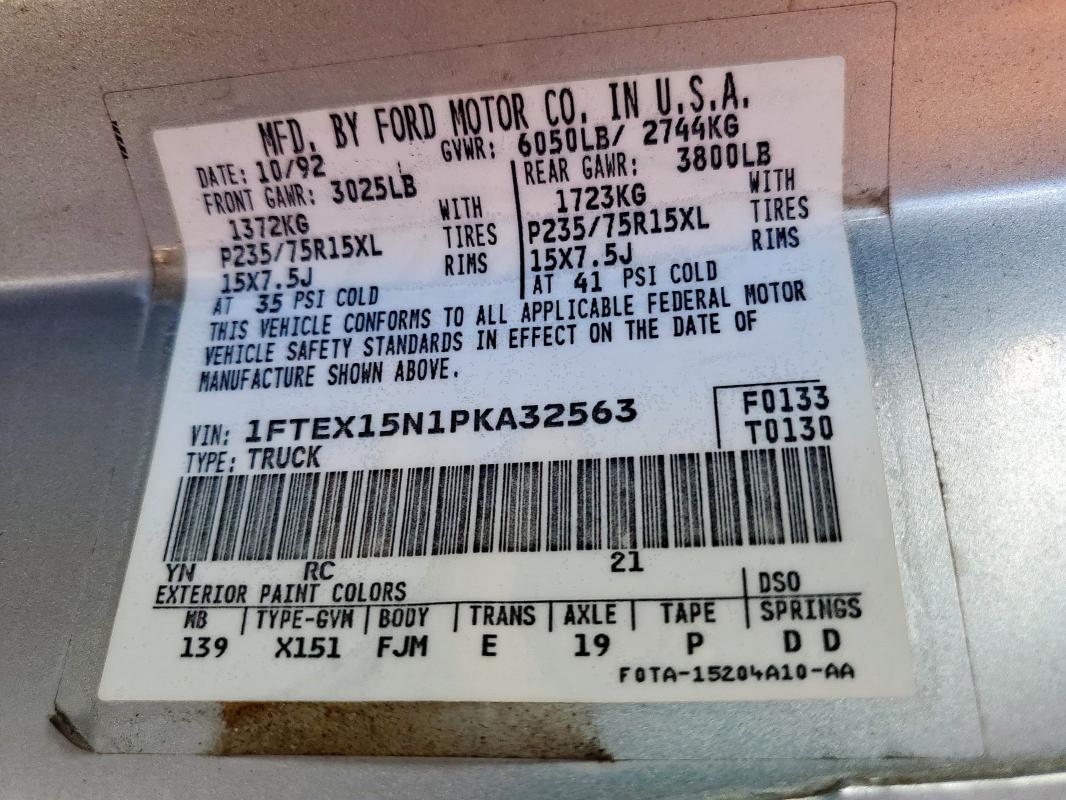 MFD. BY FORD MOTOR CO. IN U.S.A.
DATE: 10/92 GVWR: 6050LB/ 2744KG
FRONT GAWR: 3025LB
1372KG WITH
P235/75R15XL TIRES
15X7.5J RIMS
AT 35 PSI COLD
REAR GAWR: 3800LB
1723KG WITH
P235/75R15XL TIRES
15X7.5J RIMS
AT 41 PSI COLD
THIS VEHICLE CONFORMS TO ALL APPLICABLE FEDERAL MOTOR
VEHICLE SAFETY STANDARDS IN EFFECT ON THE DATE OF
MANUFACTURE SHOWN ABOVE.
VIN: 1FTEX15N1PKA32563 F0133
TYPE: TRUCK T0130
YN RC 21
EXTERIOR PAINT COLORS DSO
WB TYPE-GVW BODY TRANS AXLE TAPE SPRINGS
139 X151 FJM E 19 P D D
F0TA-15204A10-AA